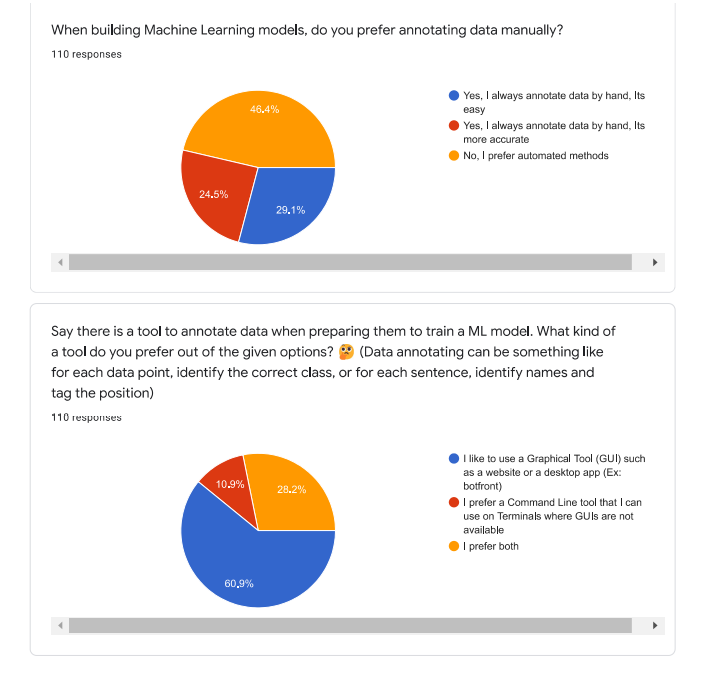 When building Machine Learning models, do you prefer annotating data manually?
110 responses
46.4%
24.5%
29.1%
Yes, I always annotate data by hand, Its
easy
Yes, I always annotate data by hand, Its
more accurate
No, I prefer automated methods
Say there is a tool to annotate data when preparing them to train a ML model. What kind of
a tool do you prefer out of the given options? 🤔 (Data annotating can be something like
for each data point, identify the correct class, or for each sentence, identify names and
tag the position)
110 responses
10.9%
28.2%
60.9%
I like to use a Graphical Tool (GUI) such
as a website or a desktop app (Ex:
botfront)
I prefer a Command Line tool that I can
use on Terminals where GUIs are not
available
I prefer both